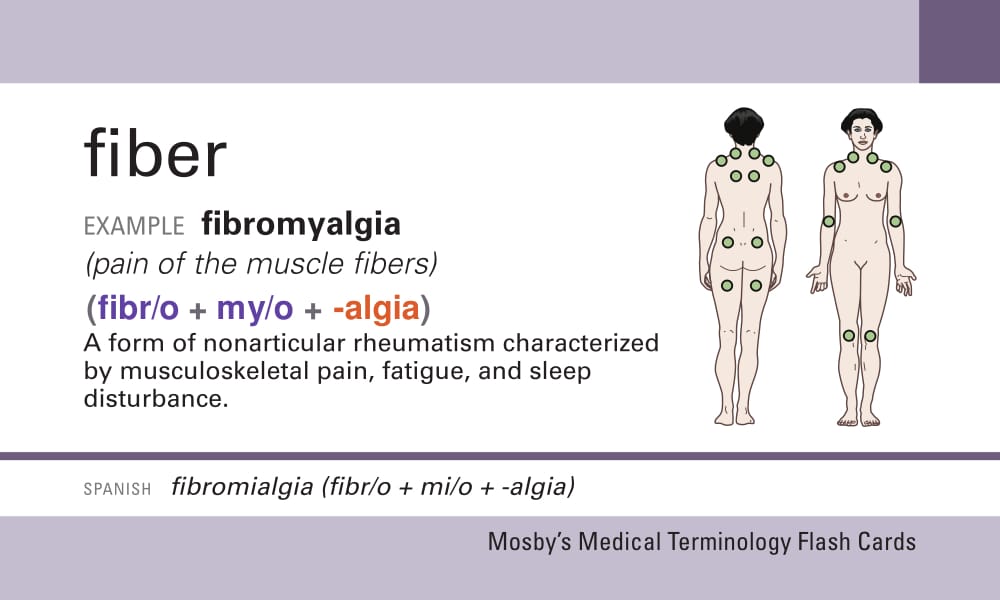 fiber
EXAMPLE fibromyalgia
(pain of the muscle fibers)
(fibr/o + my/o + -algia)
A form of nonarticular rheumatism characterized
by musculoskeletal pain, fatigue, and sleep
disturbance.
SPANISH fibromialgia (fibr/o + mi/o + -algia)
Mosby's Medical Terminology Flash Cards